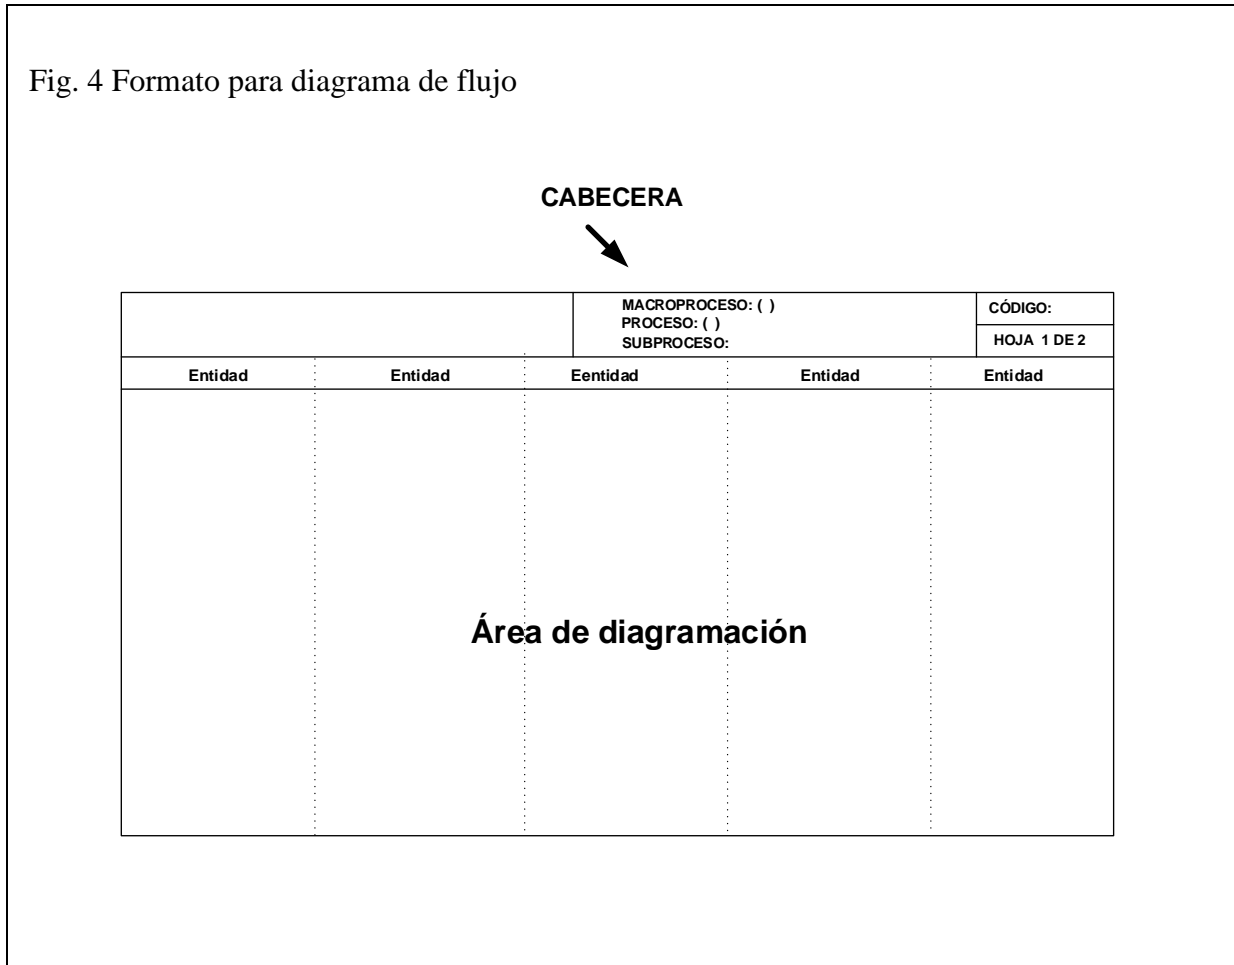 Fig. 4 Formato para diagrama de flujo
CABECERA
MACROPROCESO: ( )
PROCESO: ( )
SUBPROCESO:
CÓDIGO:
HOJA 1 DE 2
Entidad Entidad Eentidad Entidad Entidad
Área de diagramación